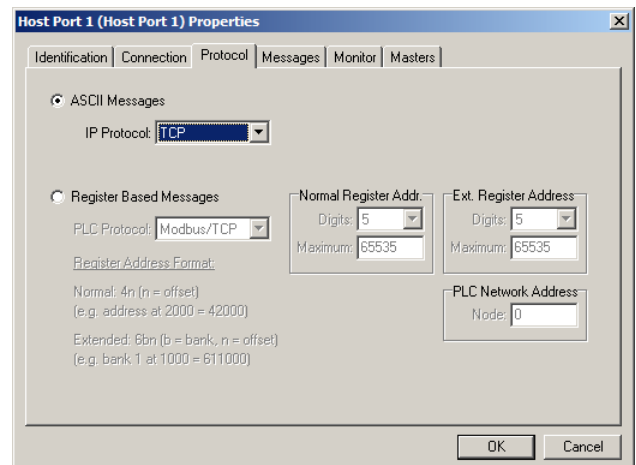 Host Port 1 (Host Port 1) Properties
Identification Connection Protocol Messages Monitor Masters
ASCII Messages
IP Protocol: TCP
Register Based Messages
PLC Protocol: Modbus/TCP
Register Address Format:
Normal: 4n (n = offset)
(e.g. address at 2000 = 42000)
Extended: 6bn (b = bank, n = offset)
(e.g. bank 1 at 1000 = 611000)
Normal Register Addr.
Digits: 5
Maximum: 65535
Ext. Register Address
Digits: 5
Maximum: 65535
PLC Network Address
Node: 0
OK Cancel